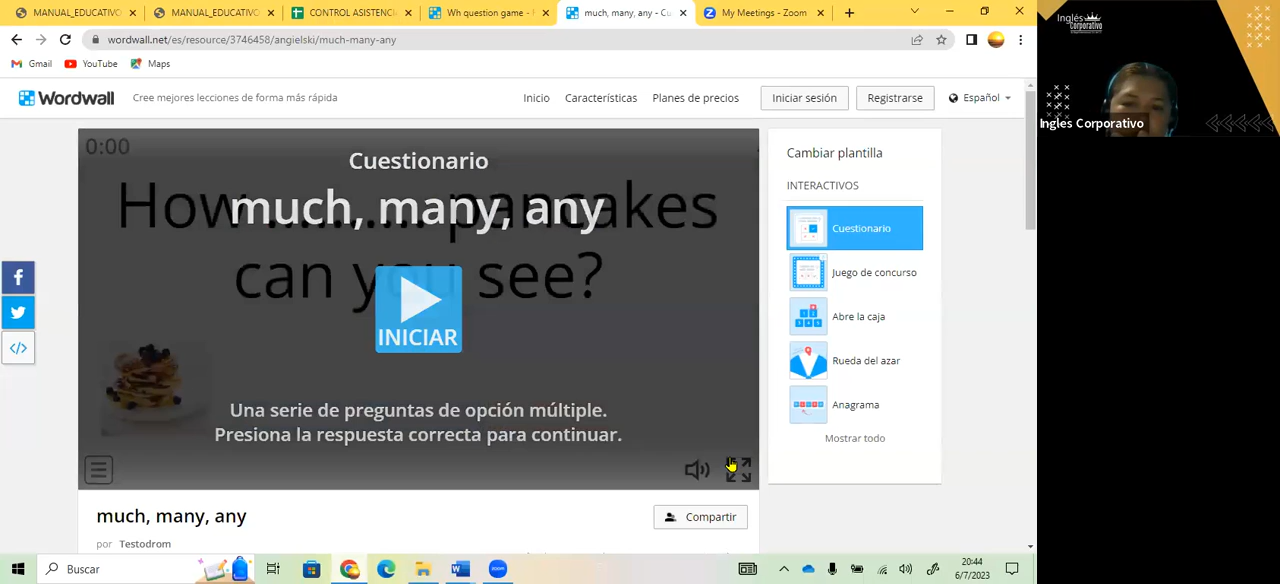 MANUAL_EDUCATIVO
MANUAL_EDUCATIVO
CONTROL ASISTENC
Wh question game -
much, many, any - Cu
My Meetings - Zoom
wordwall.net/es/resource/3746458/angielski/much-many-any
Gmail
YouTube
Maps
Wordwall
Cree mejores lecciones de forma más rápida
Inicio
Características
Planes de precios
Iniciar sesión
Registrarse
Español
0:00
Cuestionario
How .......... pancakes
much, many, any
can you see?
INICIAR
Una serie de preguntas de opción múltiple.
Presiona la respuesta correcta para continuar.
Cambiar plantilla
INTERACTIVOS
Cuestionario
Juego de concurso
Abre la caja
Rueda del azar
Anagrama
Mostrar todo
much, many, any
Compartir
por Testodrom
Buscar
20:44
6/7/2023
Inglés
Corporativo
Ingles Corporativo